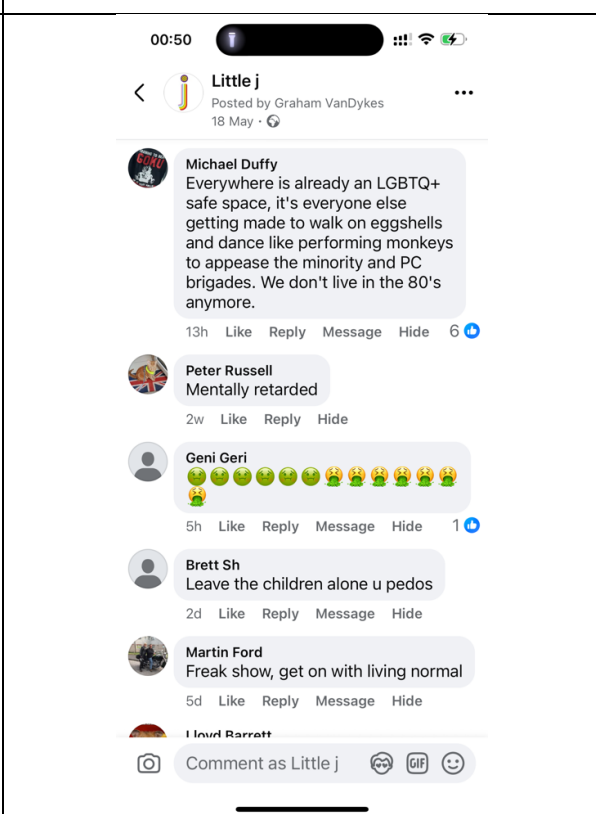 00:50
Little j
Posted by Graham VanDykes
18 May ·
Michael Duffy
Everywhere is already an LGBTQ+
safe space, it's everyone else
getting made to walk on eggshells
and dance like performing monkeys
to appease the minority and PC
brigades. We don't live in the 80's
anymore.
13h Like Reply Message Hide 6
Peter Russell
Mentally retarded
2w Like Reply Hide
Geni Geri
🤢🤢🤢🤢🤢🤢🤮🤮🤮🤮🤮🤮
🤮
5h Like Reply Message Hide 1
Brett Sh
Leave the children alone u pedos
2d Like Reply Message Hide
Martin Ford
Freak show, get on with living normal
5d Like Reply Message Hide
Lloyd Barrett
Comment as Little j GIF